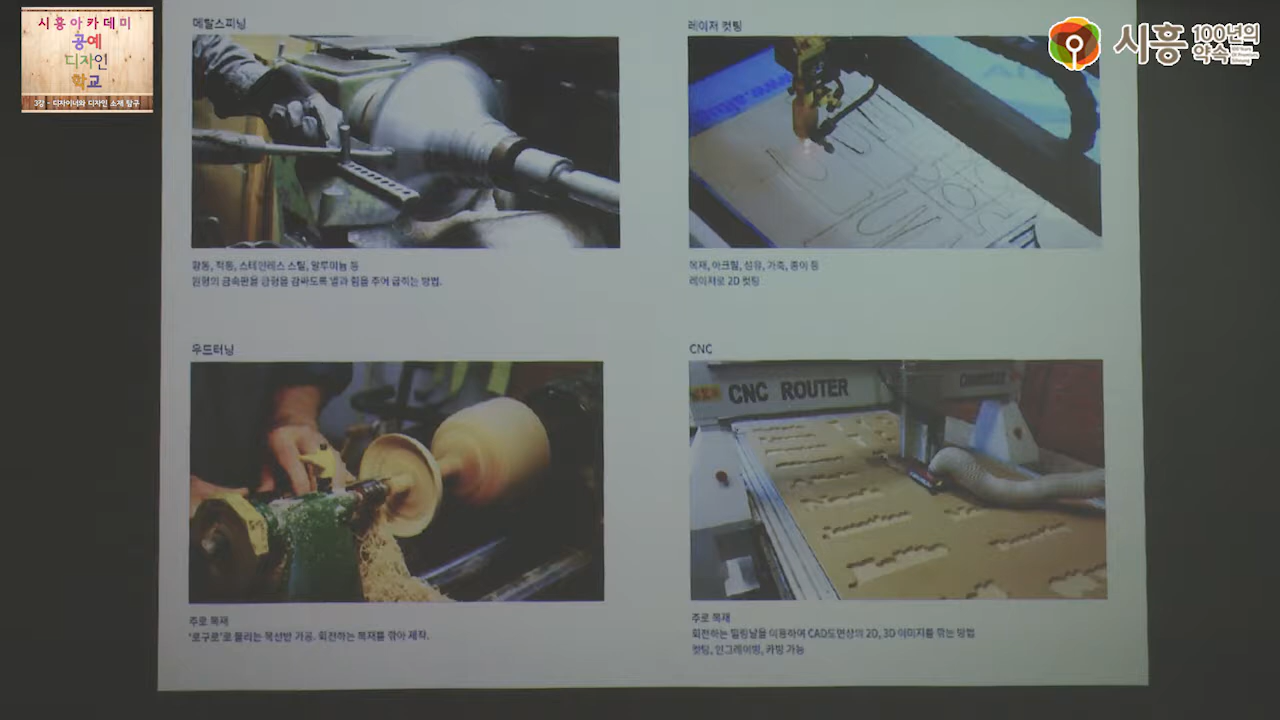 시흥아카데미
공예
디자인
학교
3강 - 디자이너와 디자인 소재 탐구
시흥 100년의 약속
메탈스피닝
레이저 컷팅
황동, 적동, 스테인레스 스틸, 알루미늄 등
원형의 금속판을 금형을 감싸도록 열과 힘을 주어 굽히는 방법.
목재, 아크릴, 섬유, 가죽, 종이 등
레이저로 2D 컷팅
우드터닝
CNC
CNC ROUTER
주로 목재
'로구로'로 불리는 목선반 가공. 회전하는 목재를 깎아 제작.
주로 목재
회전하는 밀링날을 이용하여 CAD도면상의 2D, 3D 이미지를 깎는 방법
컷팅, 인그레이빙, 카빙 가능